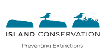 ISLAND CONSERVATION
Preventing Extinctions